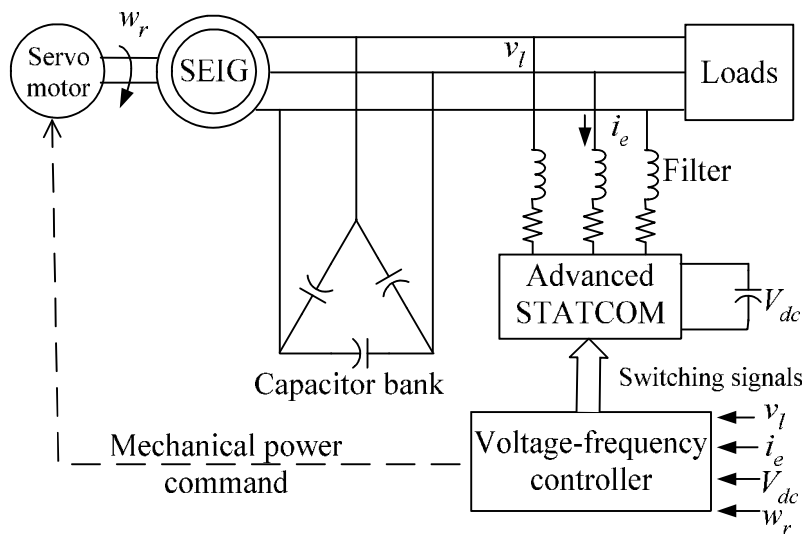 w_r
Servo
motor
SEIG
v_l
Loads
i_e
Filter
Advanced
STATCOM
V_dc
Capacitor bank
Switching signals
Mechanical power
command
Voltage-frequency
controller
v_l
i_e
V_dc
w_r